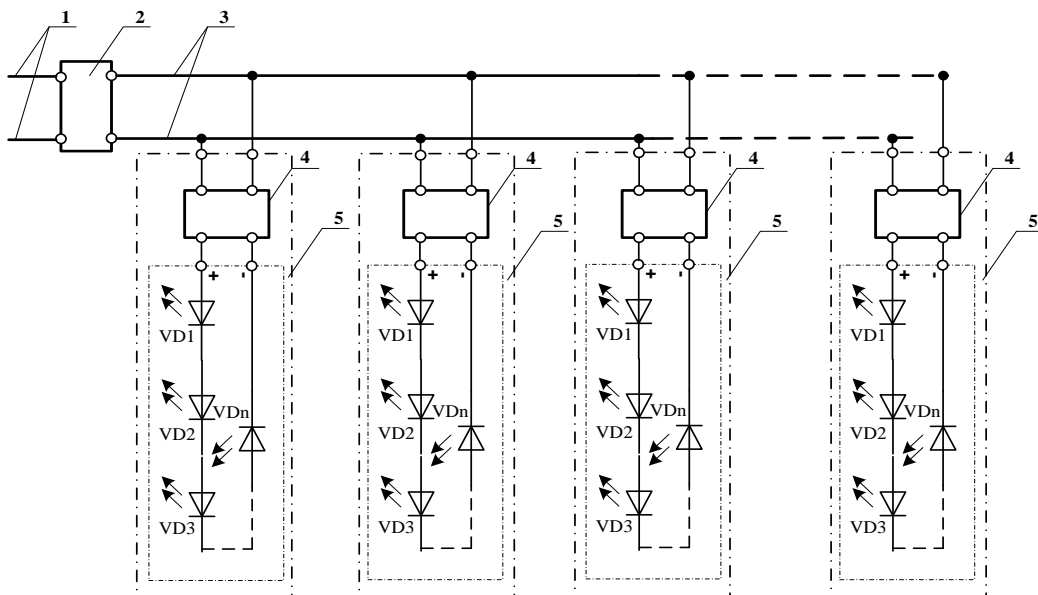 1 2 3
4 4 4 4
5 5 5 5
+ - + - + - + -
VD1 VD1 VD1 VD1
VDn VDn VDn VDn
VD2 VD2 VD2 VD2
VD3 VD3 VD3 VD3